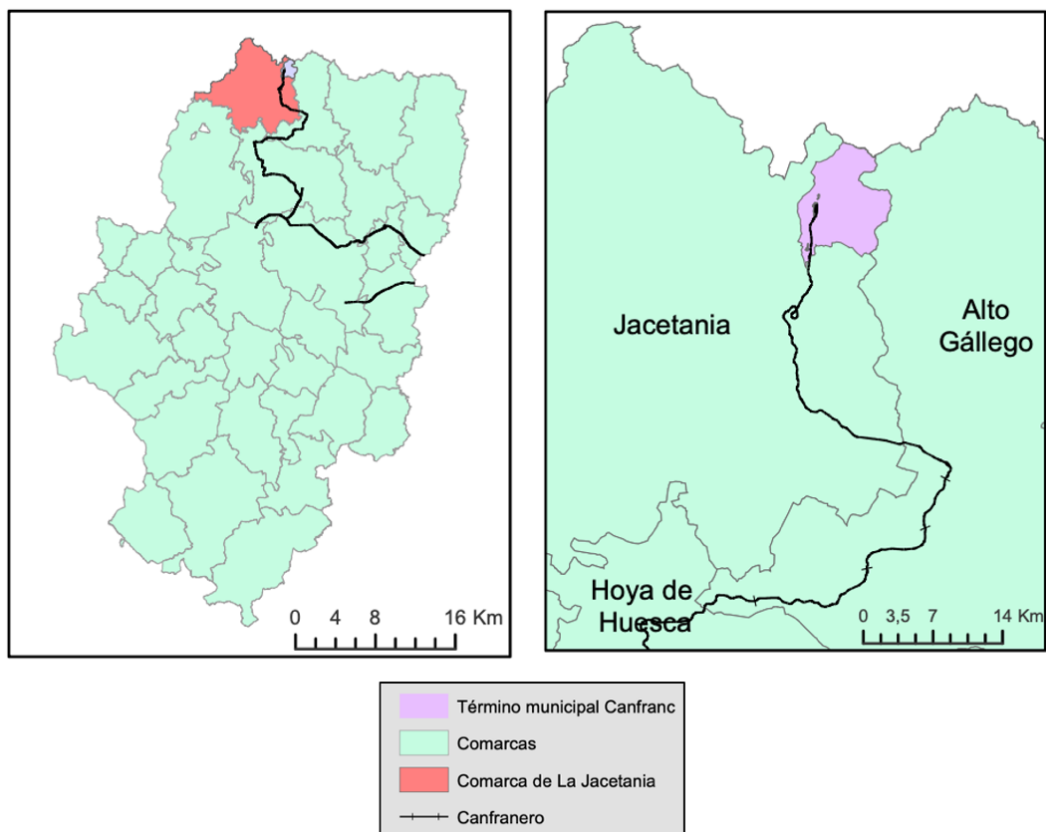 0 4 8 16 Km
Jacetania
Alto
Gállego
Hoya de
Huesca
0 3,5 7 14 Km
Término municipal Canfranc
Comarcas
Comarca de La Jacetania
Canfranero